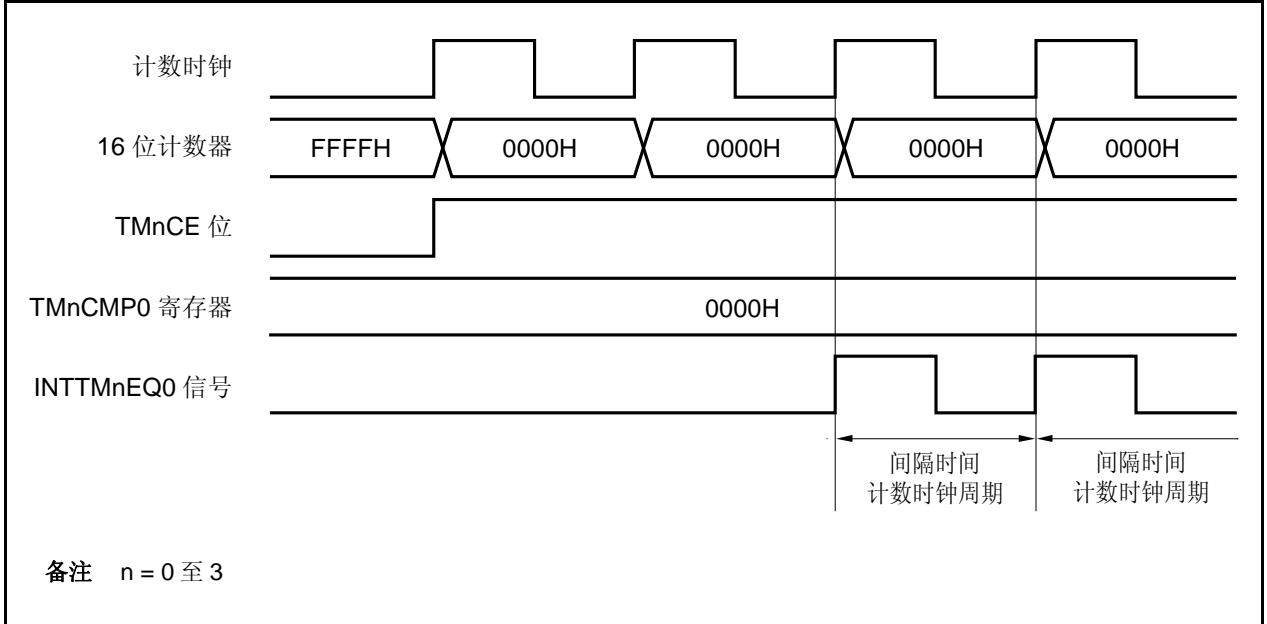 计数时钟
16 位计数器 FFFFH 0000H 0000H 0000H 0000H
TMnCE 位
TMnCMP0 寄存器 0000H
INTTMnEQ0 信号
间隔时间 间隔时间
计数时钟周期 计数时钟周期
备注 n = 0 至 3